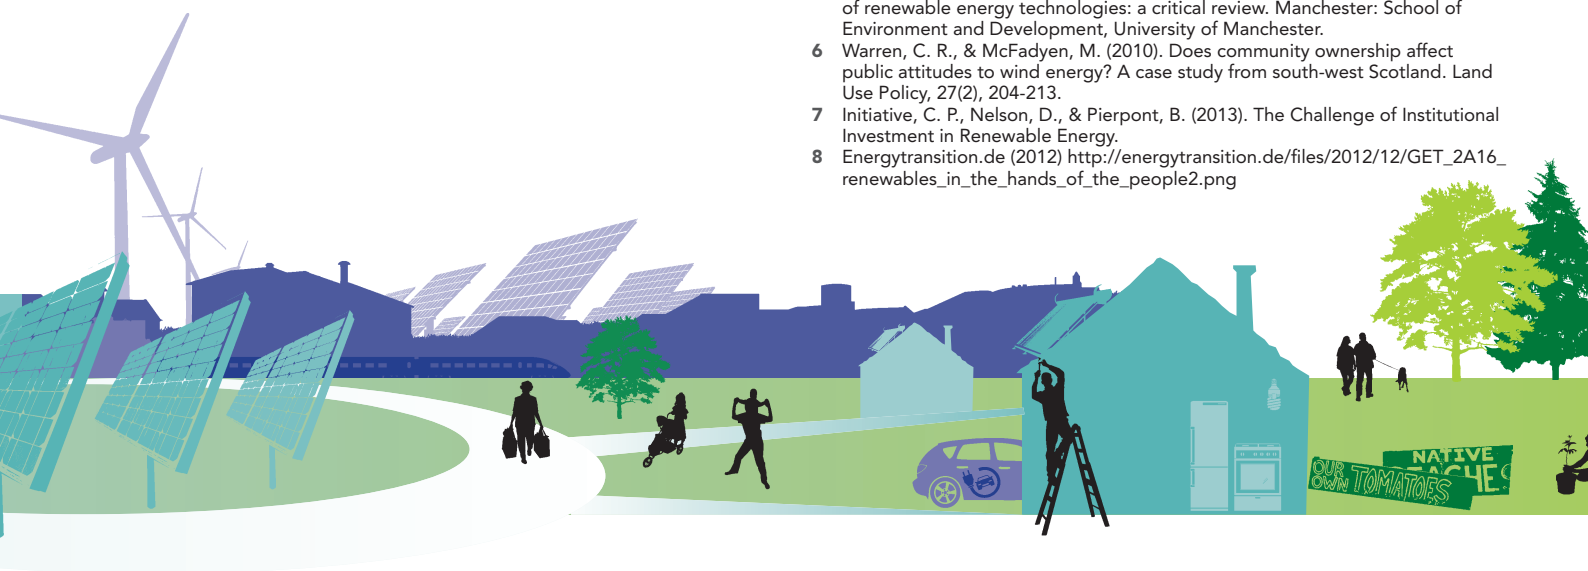 of renewable energy technologies: a critical review. Manchester: School of
Environment and Development, University of Manchester.
6 Warren, C. R., & McFadyen, M. (2010). Does community ownership affect
public attitudes to wind energy? A case study from south-west Scotland. Land
Use Policy, 27(2), 204-213.
7 Initiative, C. P., Nelson, D., & Pierpont, B. (2013). The Challenge of Institutional
Investment in Renewable Energy.
8 Energytransition.de (2012) http://energytransition.de/files/2012/12/GET_2A16_
renewables_in_the_hands_of_the_people2.png
NATIVE
OUR
OWN TOMATOES